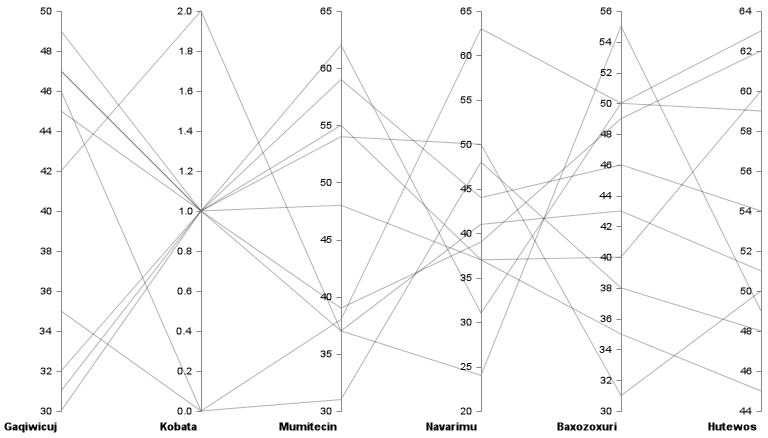 50 2.0 65 65 56 64
48 1.8 60 60 54 62
46 1.6 55 55 52 60
44 1.4 50 50 50 58
42 1.2 45 45 48 56
40 1.0 40 40 46 54
38 0.8 35 35 44 52
36 0.6 30 30 42 50
34 0.4 25 40 48
32 0.2 20 38 46
30 0.0 36 44
34
32
30
Gaqiwicuj Kobata Mumitecin Navarimu Baxozoxuri Hutewos